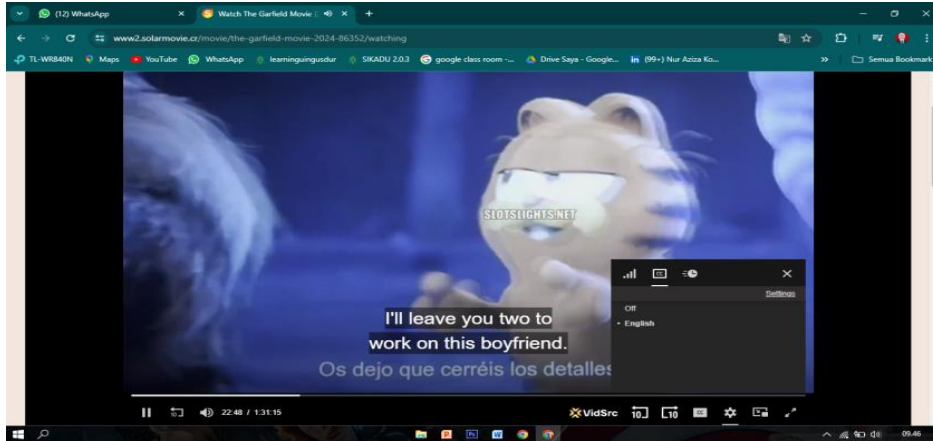 (12) WhatsApp
Watch The Garfield Movie
www2.solarmovie.cr/movie/the-garfield-movie-2024-86352/watching
TL-WR840N Maps YouTube WhatsApp learninguingusdur SIKADU 2.0.3 google class room -... Drive Saya - Google... (99+) Nur Aziza Ko... » Semua Bookmark
SLOTSLIGHTS.NET
CC
Settings
Off
• English
I'll leave you two to
work on this boyfriend.
Os dejo que cerréis los detalles
10 22:48 / 1:31:15 VidSrc 10 10 CC
09.46